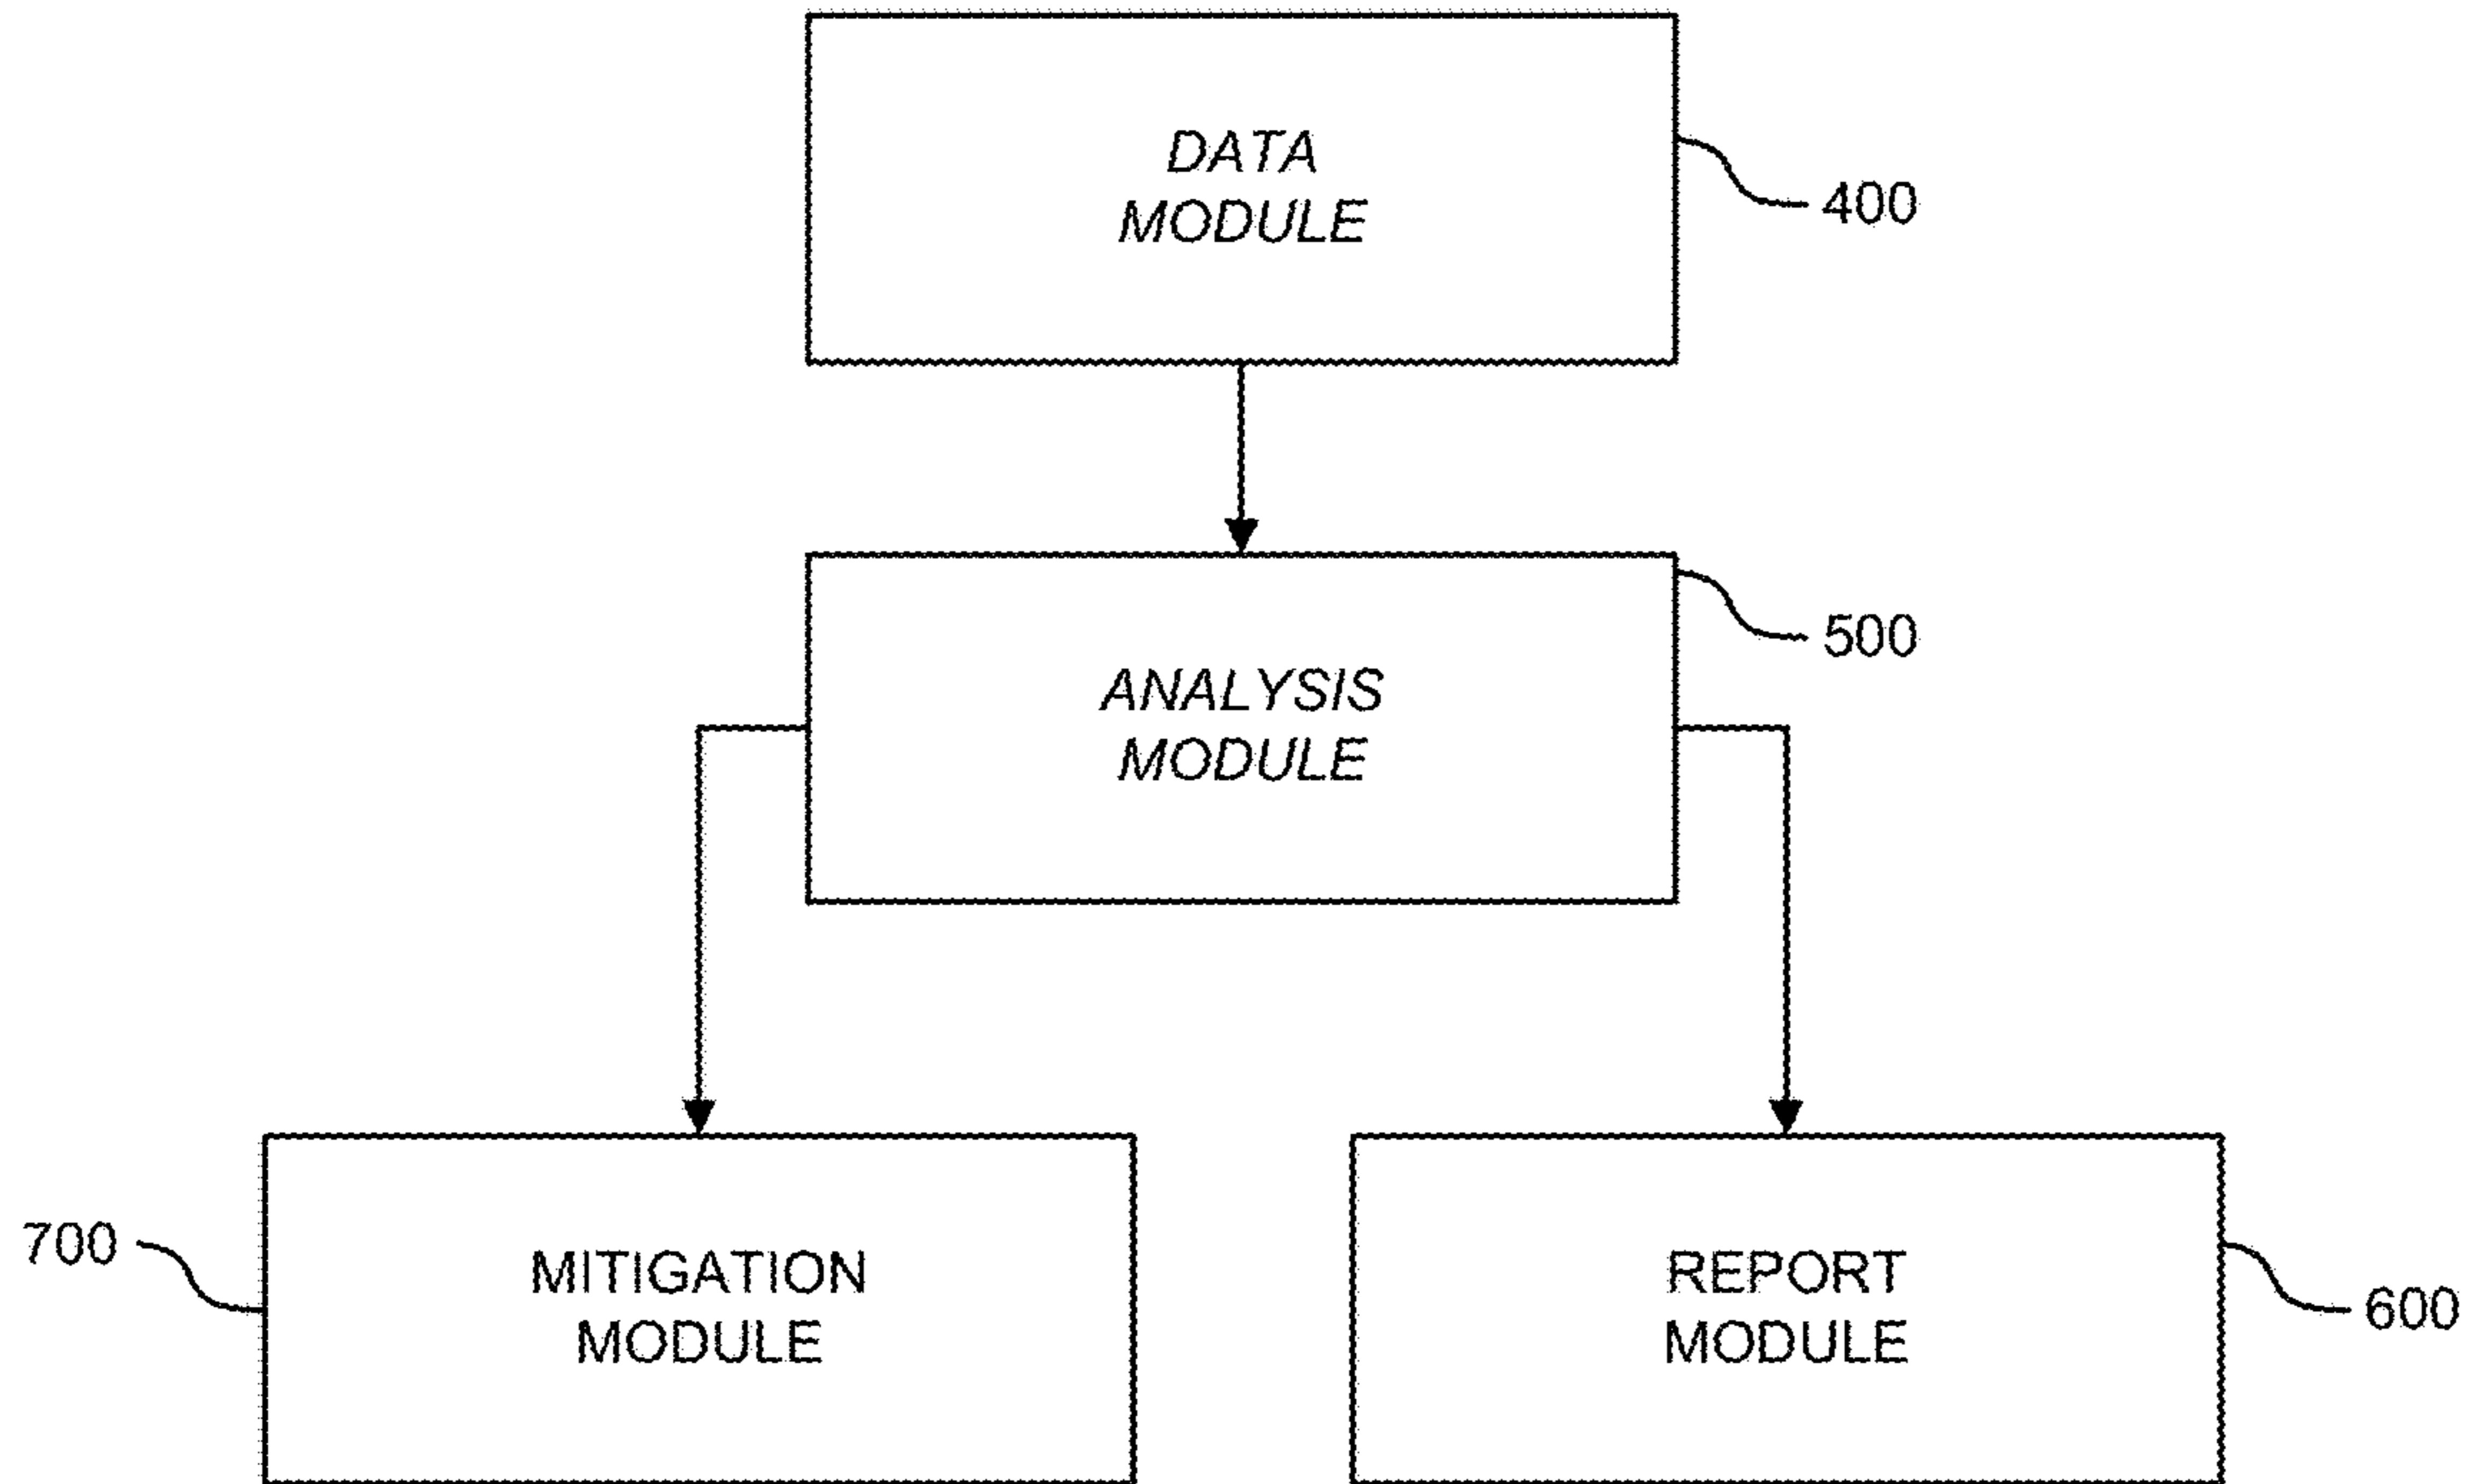 DATA
MODULE
400
500
ANALYSIS
MODULE
700
MITIGATION
MODULE
REPORT
MODULE
600